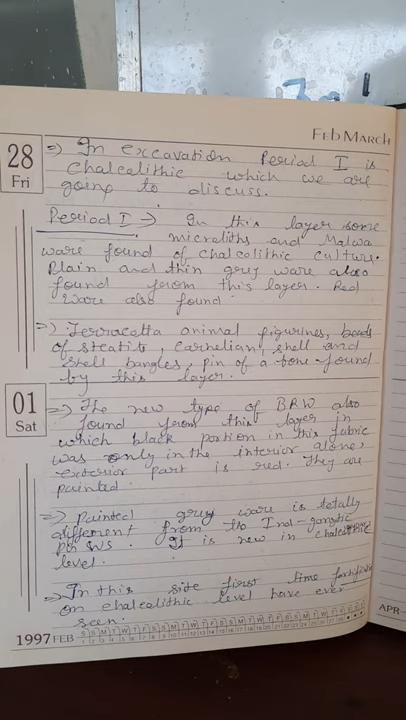 Feb March
28
Fri
=) In excavation Period I is
chalcolithic which we are
going to discuss.
Period I => In this layer some
microliths and Malwa
ware found of chalcolithic culture.
Plain and thin grey ware also
found from this layer. Red
ware also found.
=) Terracotta animal figurines, beads
of steatite, carnelian, shell and
shell bangles, pin of a bone found
by this layer.
01
Sat
=) The new type of BRW also
found from this layer in
which black portion in this fabric
was only in the interior alone,
exterior part is red. They are
painted.
=) painted grey ware is totally
different from the Ind-gangetic
It is new in chalcolithic
level.
=> In this site first time
on chalcolithic level have ever
seen.
1997 FEB
APR